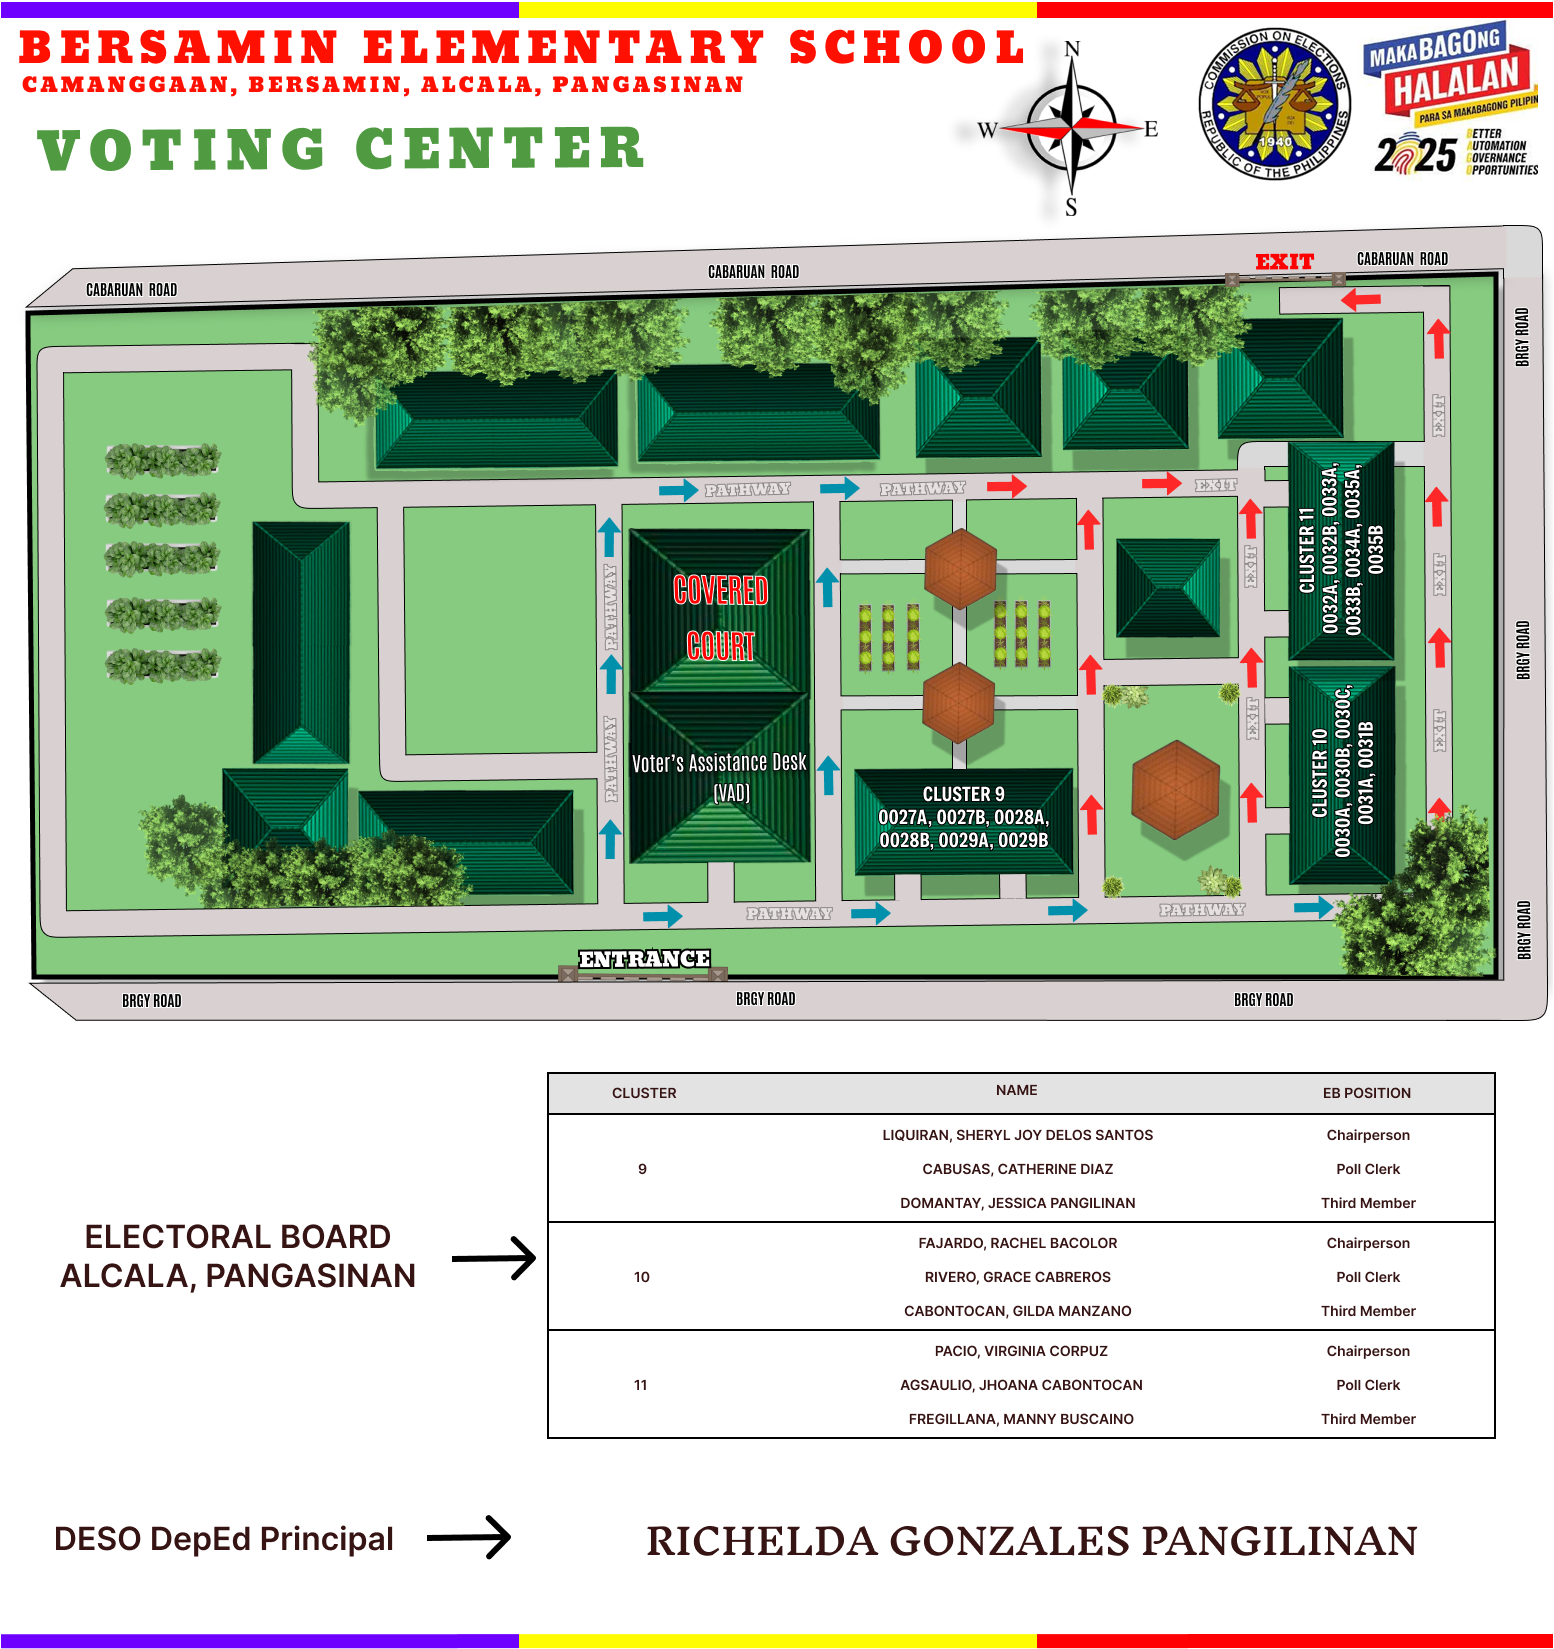 BERSAMIN ELEMENTARY SCHOOL
CAMANGGAAN, BERSAMIN, ALCALA, PANGASINAN
VOTING CENTER
N
W
E
S
COMMISSION ON ELECTIONS
REPUBLIC OF THE PHILIPPINES
1940
MAKABAGONG
HALALAN
PARA SA MAKABAGONG PILIPIN
2025
BETTER
AUTOMATION
GOVERNANCE
OPPORTUNITIES
CABARUAN ROAD
CABARUAN ROAD
EXIT
CABARUAN ROAD
BRGY ROAD
BRGY ROAD
BRGY ROAD
PATHWAY
PATHWAY
EXIT
EXIT
EXIT
EXIT
EXIT
EXIT
PATHWAY
PATHWAY
COVERED
COURT
Voter's Assistance Desk
(VAD)
CLUSTER 9
0027A, 0027B, 0028A,
0028B, 0029A, 0029B
CLUSTER 11
0032A, 0032B, 0033A,
0033B, 0034A, 0035A,
0035B
CLUSTER 10
0030A, 0030B, 0030C,
0031A, 0031B
PATHWAY
PATHWAY
ENTRANCE
BRGY ROAD
BRGY ROAD
BRGY ROAD
CLUSTER NAME EB POSITION
LIQUIRAN, SHERYL JOY DELOS SANTOS Chairperson
9 CABUSAS, CATHERINE DIAZ Poll Clerk
DOMANTAY, JESSICA PANGILINAN Third Member
FAJARDO, RACHEL BACOLOR Chairperson
10 RIVERO, GRACE CABREROS Poll Clerk
CABONTOCAN, GILDA MANZANO Third Member
PACIO, VIRGINIA CORPUZ Chairperson
11 AGSAULIO, JHOANA CABONTOCAN Poll Clerk
FREGILLANA, MANNY BUSCAINO Third Member
ELECTORAL BOARD
ALCALA, PANGASINAN
DESO DepEd Principal
RICHELDA GONZALES PANGILINAN